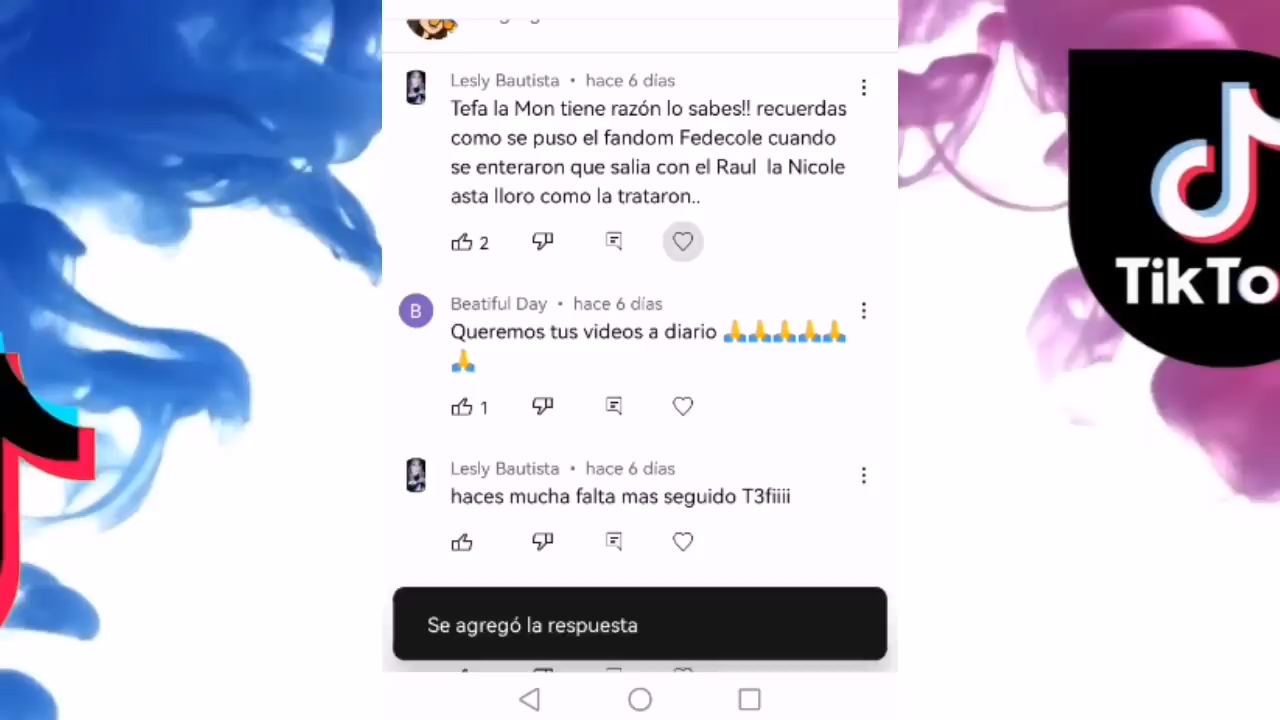 Lesly Bautista • hace 6 días
Tefa la Mon tiene razón lo sabes!! recuerdas
como se puso el fandom Fedecole cuando
se enteraron que salia con el Raul la Nicole
asta lloro como la trataron..
2
B
Beatiful Day • hace 6 días
Queremos tus videos a diario 🙏🙏🙏🙏🙏
🙏
1
Lesly Bautista • hace 6 días
haces mucha falta mas seguido T3fiiii
Se agregó la respuesta
TikTo